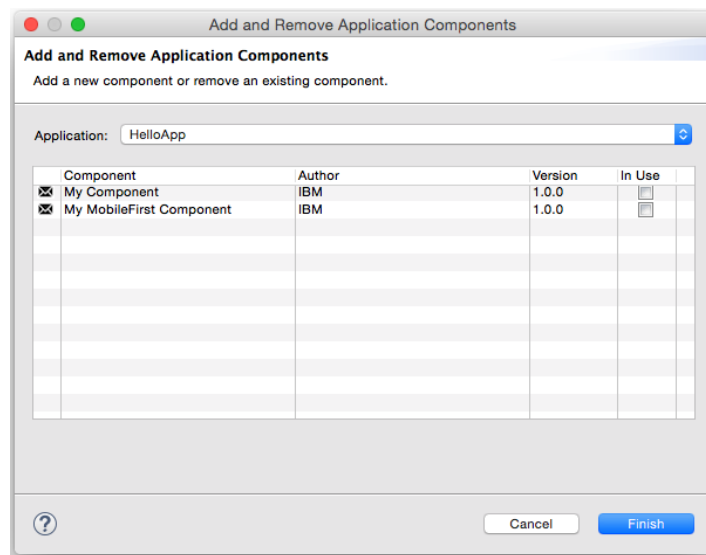 Add and Remove Application Components
Add and Remove Application Components
Add a new component or remove an existing component.
Application: HelloApp
Component Author Version In Use
My Component IBM 1.0.0
My MobileFirst Component IBM 1.0.0
? Cancel Finish